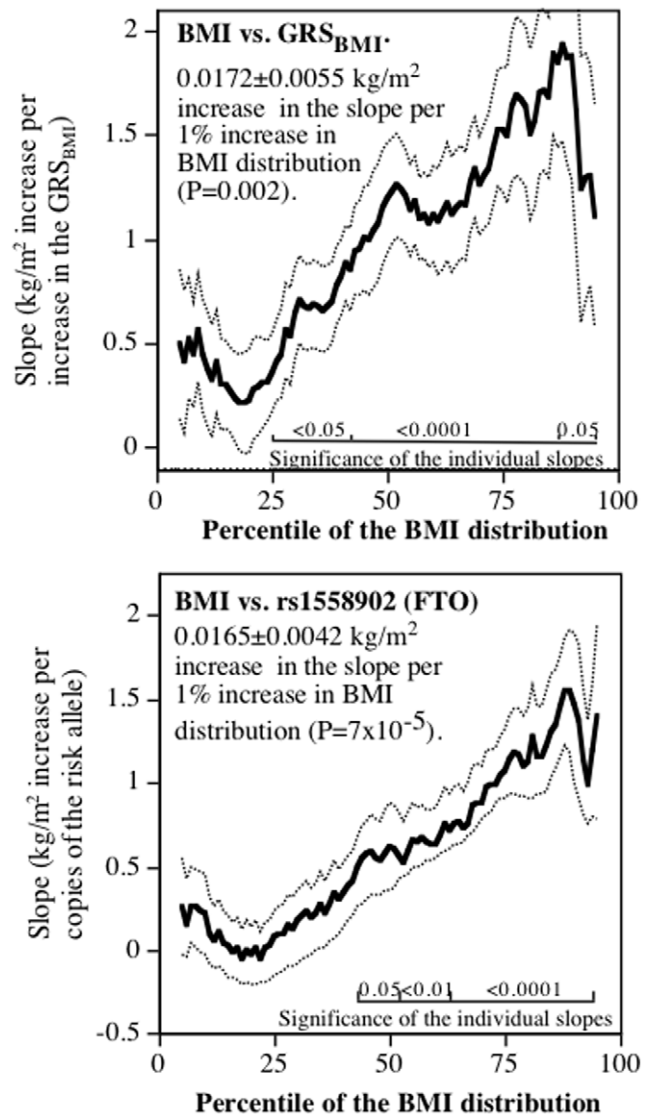 BMI vs. GRSBMI.
0.0172±0.0055 kg/m²
increase in the slope per
1% increase in
BMI distribution
(P=0.002).
Slope (kg/m² increase per
increase in the GRSBMI)
2
1.5
1
0.5
0
<0.05 <0.0001 0.05
Significance of the individual slopes
0 25 50 75 100
Percentile of the BMI distribution
BMI vs. rs1558902 (FTO)
0.0165±0.0042 kg/m²
increase in the slope per
1% increase in BMI
distribution (P=7x10⁻⁵).
Slope (kg/m² increase per
copies of the risk allele)
2
1.5
1
0.5
0
-0.5
0.05 <0.01 <0.0001
Significance of the individual slopes
0 25 50 75 100
Percentile of the BMI distribution